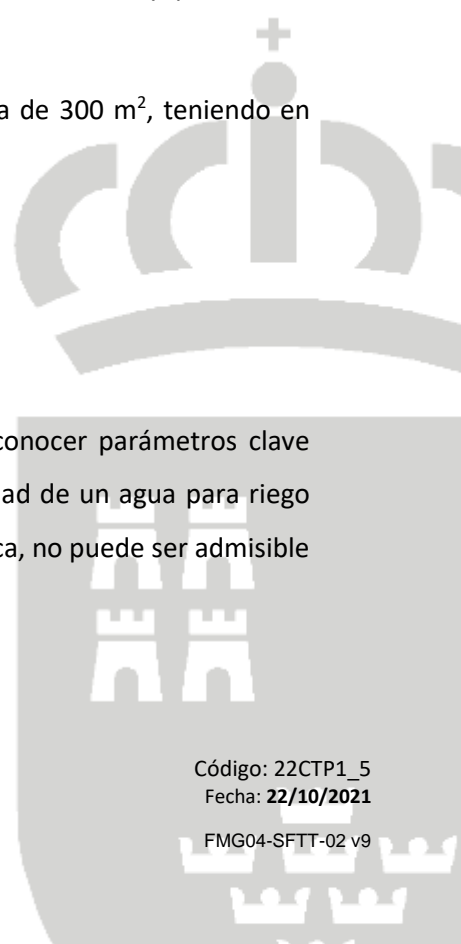 a de 300 m², teniendo en
conocer parámetros clave
ad de un agua para riego
ca, no puede ser admisible
Código: 22CTP1_5
Fecha: 22/10/2021
FMG04-SFTT-02 v9